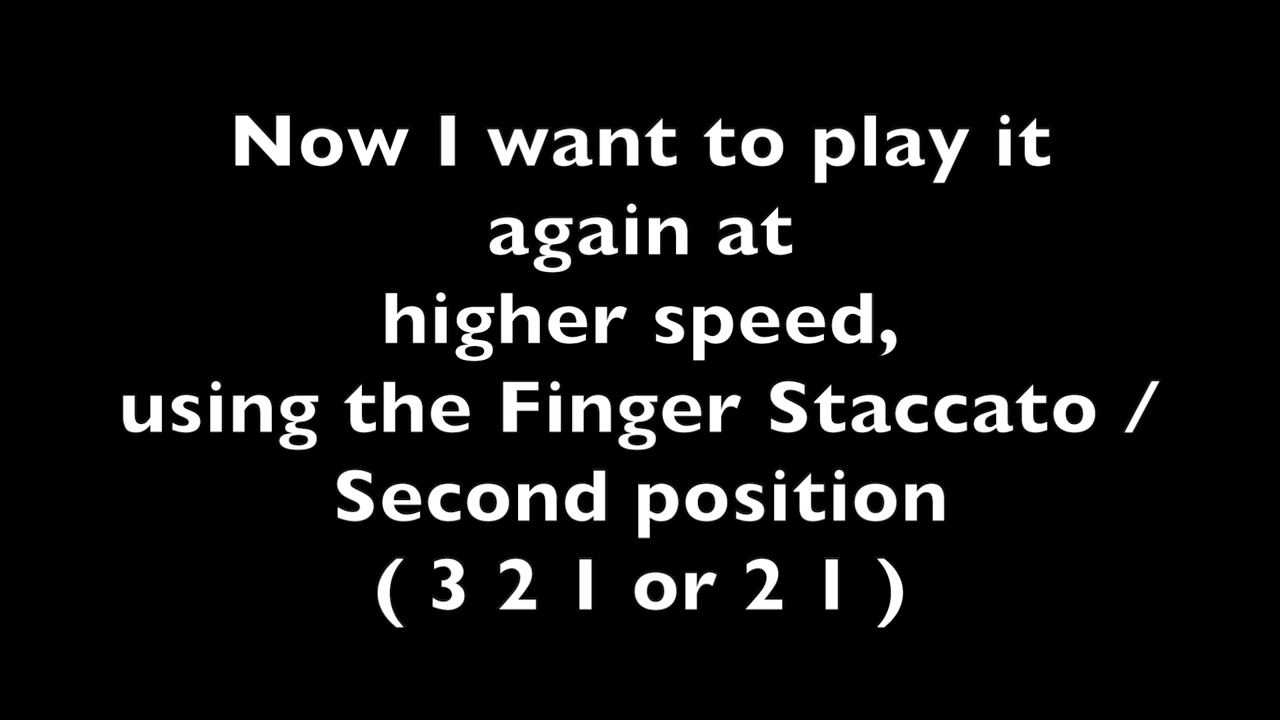 Now I want to play it
again at
higher speed,
using the Finger Staccato /
Second position
( 3 2 1 or 2 1 )